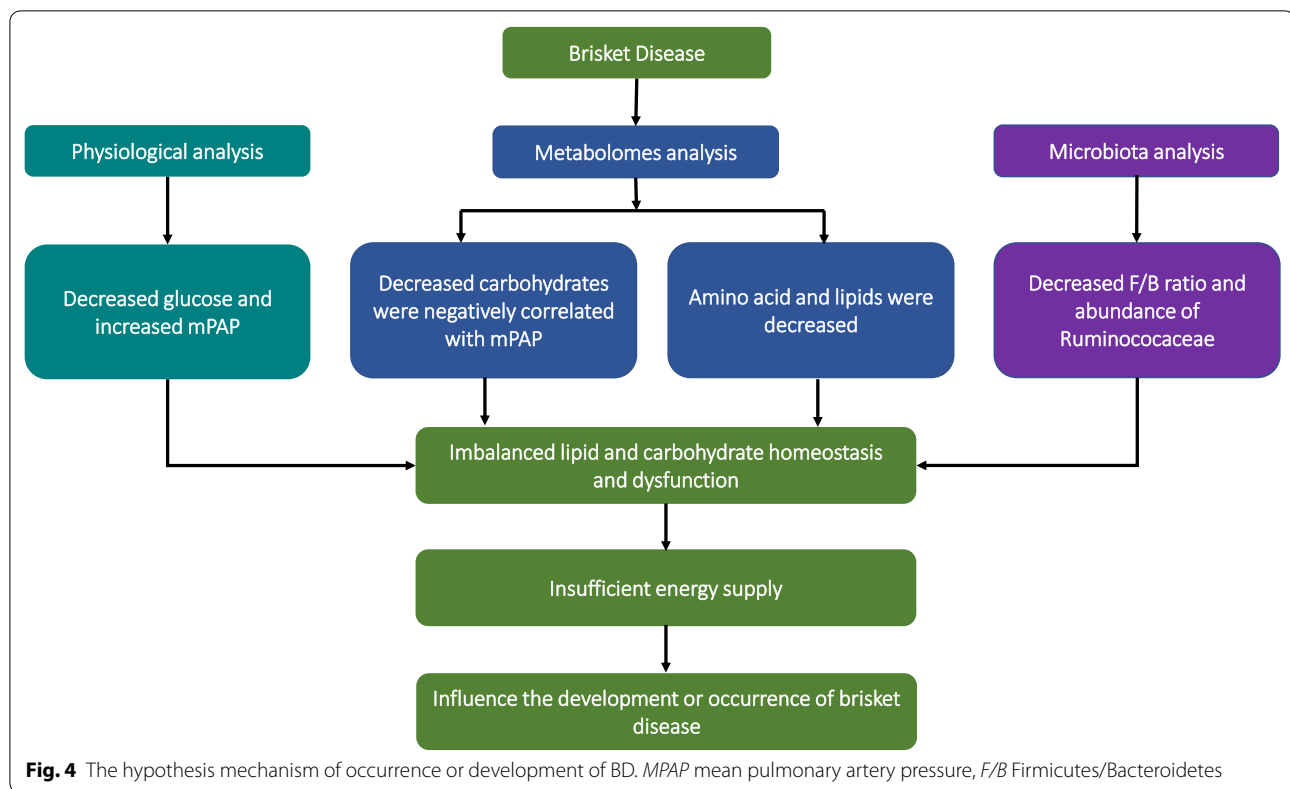 Brisket Disease
Physiological analysis
Metabolomes analysis
Microbiota analysis
Decreased glucose and
increased mPAP
Decreased carbohydrates
were negatively correlated
with mPAP
Amino acid and lipids were
decreased
Decreased F/B ratio and
abundance of
Ruminococaceae
Imbalanced lipid and carbohydrate homeostasis
and dysfunction
Insufficient energy supply
Influence the development or occurrence of brisket
disease
Fig. 4 The hypothesis mechanism of occurrence or development of BD. MPAP mean pulmonary artery pressure, F/B Firmicutes/Bacteroidetes